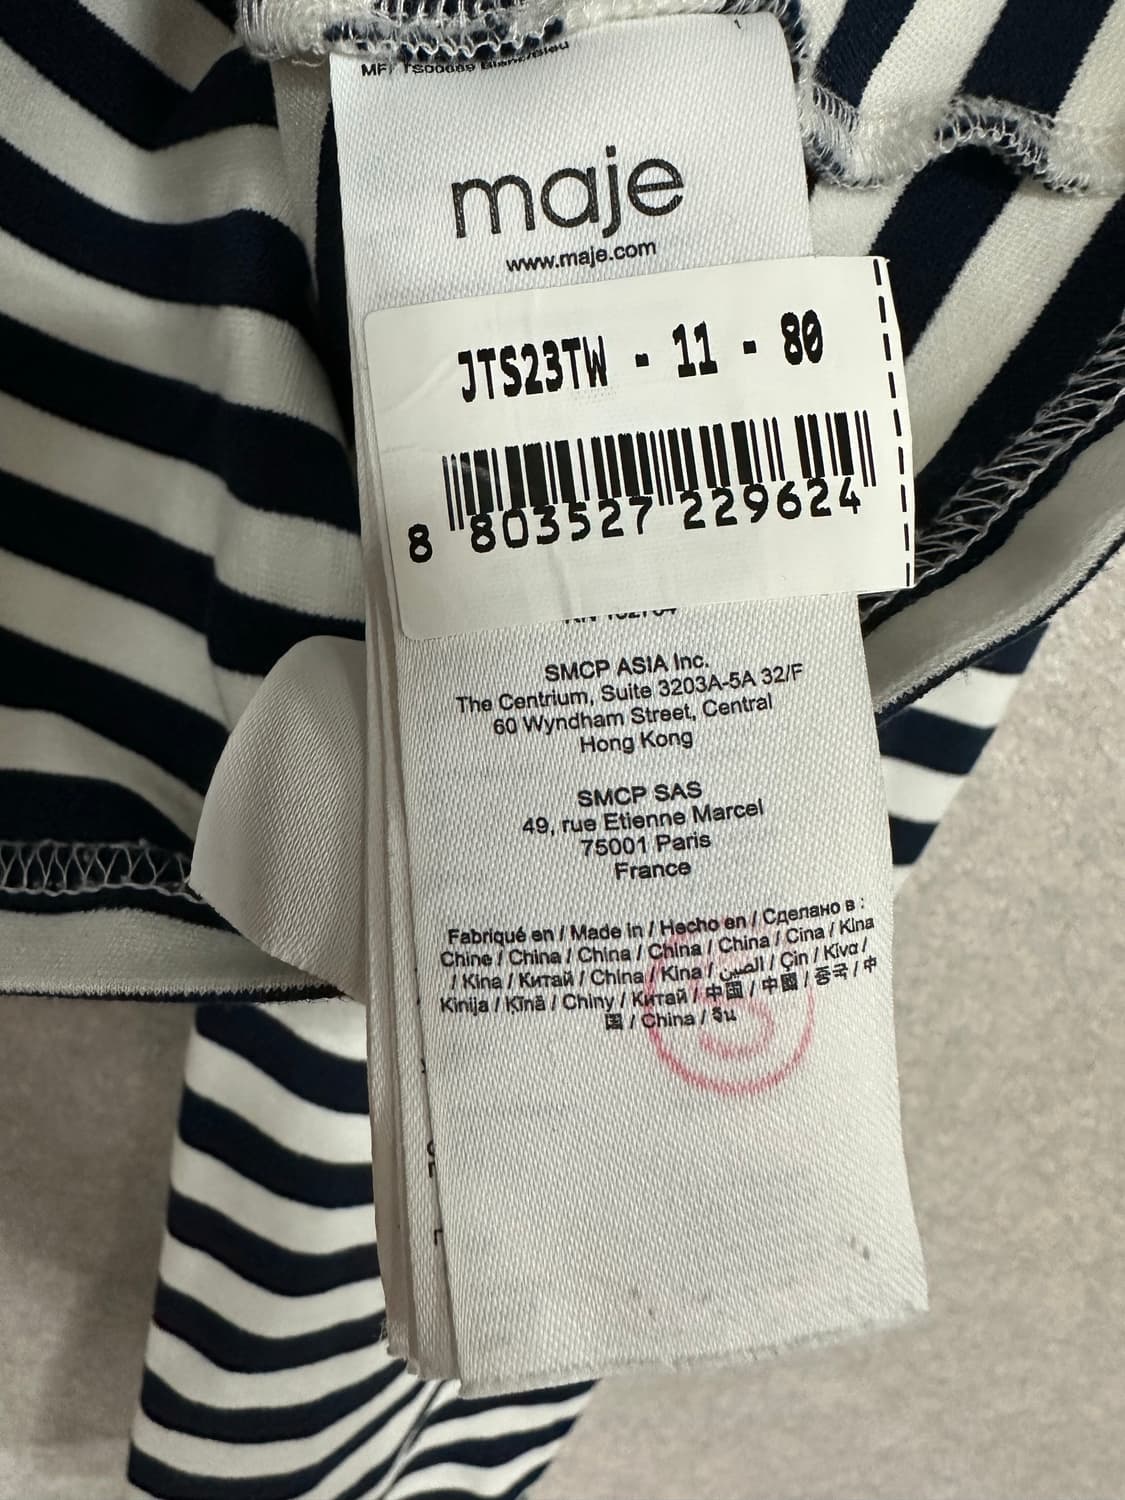 Blanc/Bleu
maje
www.maje.com
JTS23TW - 11 - 80
8 803527 229624
SMCP ASIA Inc.
The Centrium, Suite 3203A-5A 32/F
60 Wyndham Street, Central
Hong Kong
SMCP SAS
49, rue Etienne Marcel
75001 Paris
France
Fabriqué en / Made in / Hecho en / Сделано в :
Chine / China / China / China / China / Cina / Kina
/ Kina / Китай / China / Kina / الصين / Çin / Κίνα /
Kinija / Ķīnā / Chiny / Китай / 中国 / 中國 / 중국 / 中
国 / China / จีน